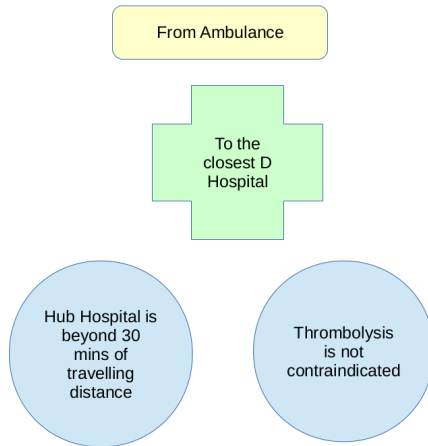 From Ambulance
To the
closest D
Hospital
Hub Hospital is
beyond 30
mins of
travelling
distance
Thrombolysis
is not
contraindicated